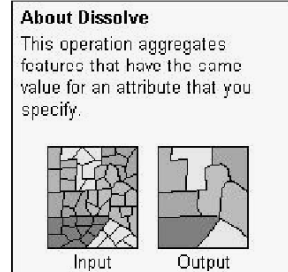 About Dissolve
This operation aggregates
features that have the same
value for an attribute that you
specify.
Input Output